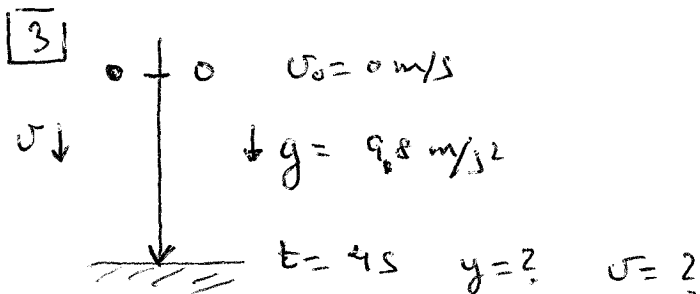 3
0 v₀ = 0 m/s
v↓ ↓ g = 9,8 m/s²
t = 4s y = ? v = ?